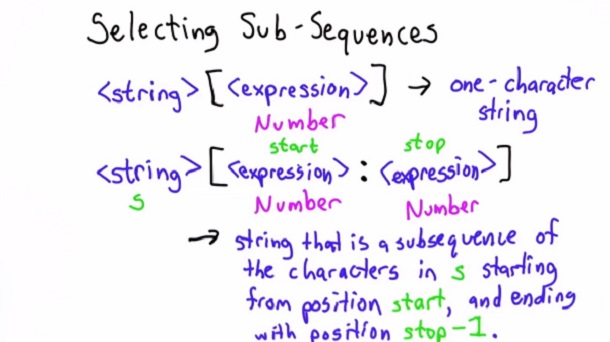 Selecting Sub-Sequences
<string>[<expression>] → one-character
string
Number
start stop
<string>[<expression> : <expression>]
s Number Number
→ string that is a subsequence of
the characters in s starting
from position start, and ending
with position stop-1.